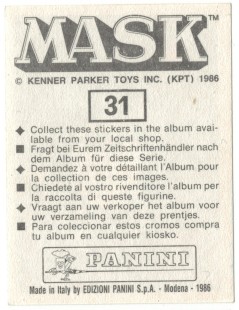 MASK™
© KENNER PARKER TOYS INC. (KPT) 1986
31
◆ Collect these stickers in the album avai-
lable from your local shop.
■ Fragt bei Eurem Zeitschriftenhändler nach
dem Album für diese Serie.
◆ Demandez à votre détaillant l'Album pour
la collection de ces images.
■ Chiedete al vostro rivenditore l'album per
la raccolta di queste figurine.
◆ Vraagt aan uw verkoper het album voor
uw verzameling van deze prentjes.
■ Para coleccionar estos cromos compra
tu album en cualquier kiosko.
PANINI
Made in Italy by EDIZIONI PANINI S.p.A. - Modena - 1986